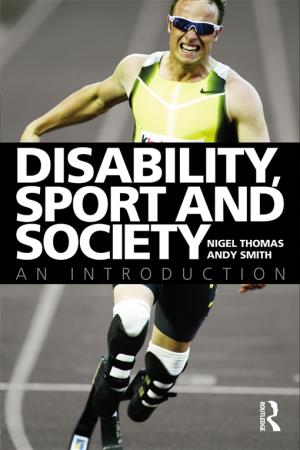 DISABILITY,
SPORT AND
SOCIETY
NIGEL THOMAS
ANDY SMITH
AN INTRODUCTION
ROUTLEDGE